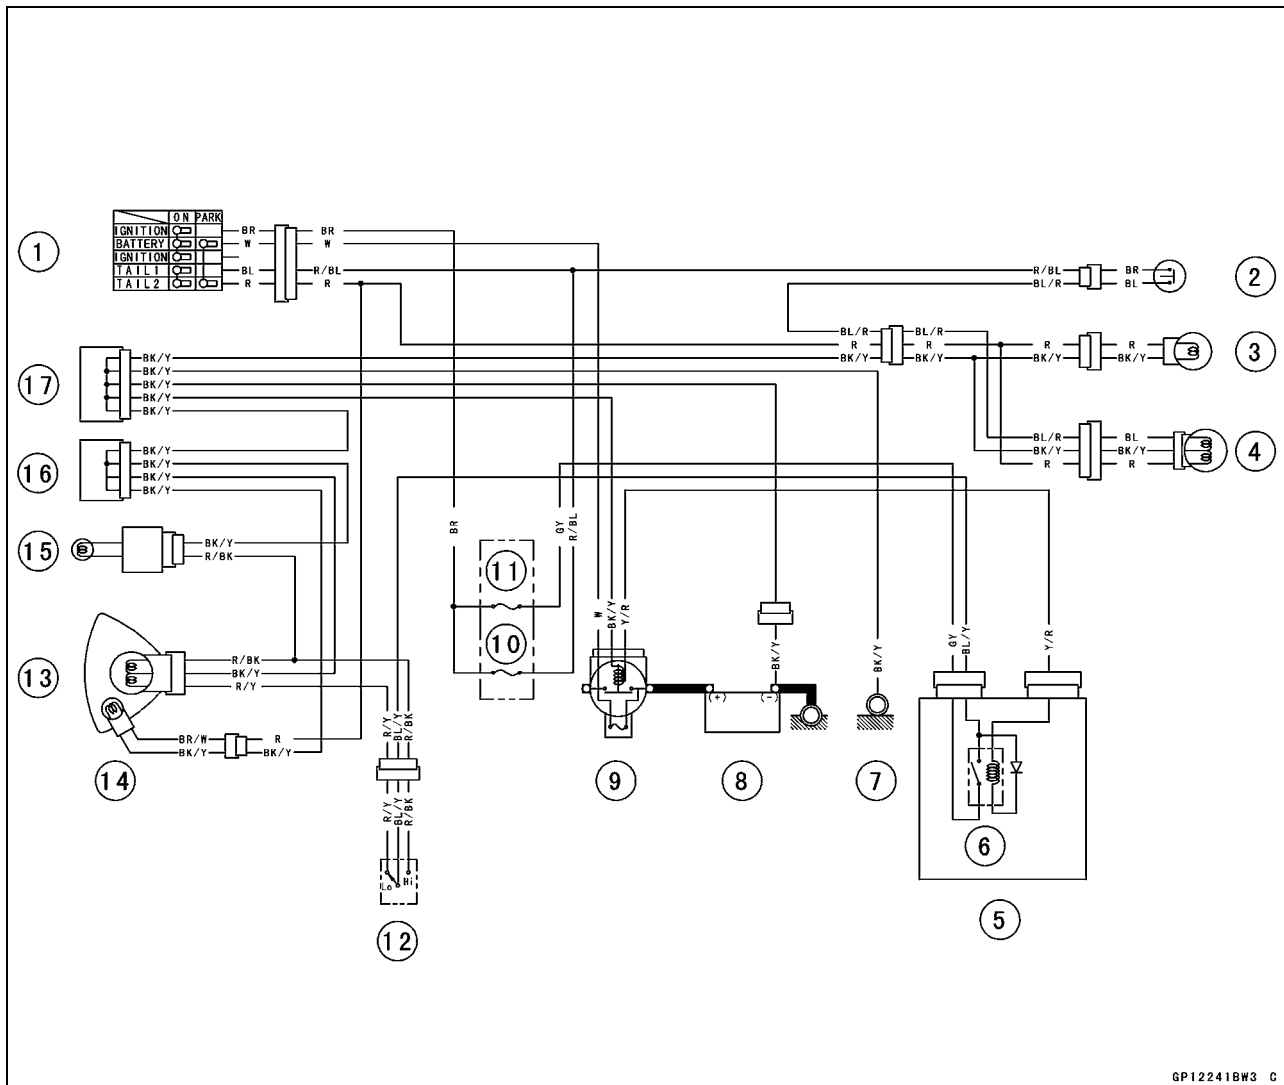 ON PARK
IGNITION BR BR
BATTERY W W
IGNITION
TAIL1 BL R/BL R/BL BR
TAIL2 R R BL/R BL
1
2
BL/R BL/R
R R R R
BK/Y BK/Y BK/Y BK/Y
3
BK/Y
BK/Y
BK/Y
BK/Y
BK/Y
17
BL/R BL
BK/Y BK/Y
R R
4
BK/Y
BK/Y
BK/Y
BK/Y
16
BR
GY
R/BL
15
BK/Y
R/BK
11
10
W
BK/Y
Y/R
BK/Y
BK/Y
GY
BL/Y
Y/R
13
R/BK
BK/Y
R/Y
(+) (-)
BR/W R
BK/Y BK/Y
R/Y
BL/Y
R/BK
14
9
8
7
R/Y
BL/Y
R/BK
6
Lo Hi
5
12
GP12241BW3 C